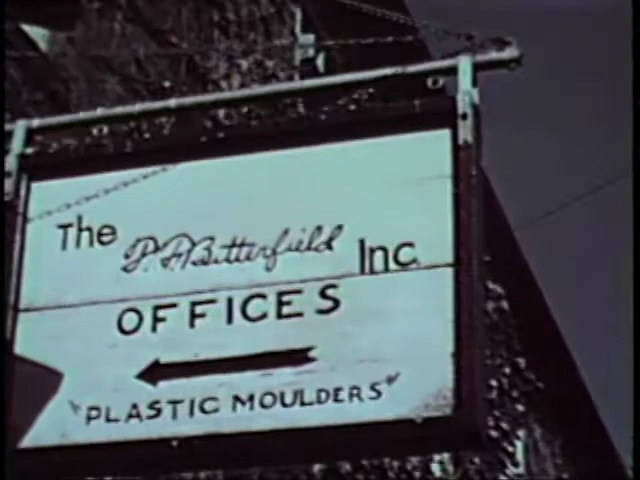 The P.F. Butterfield Inc.
OFFICES
"PLASTIC MOULDERS"